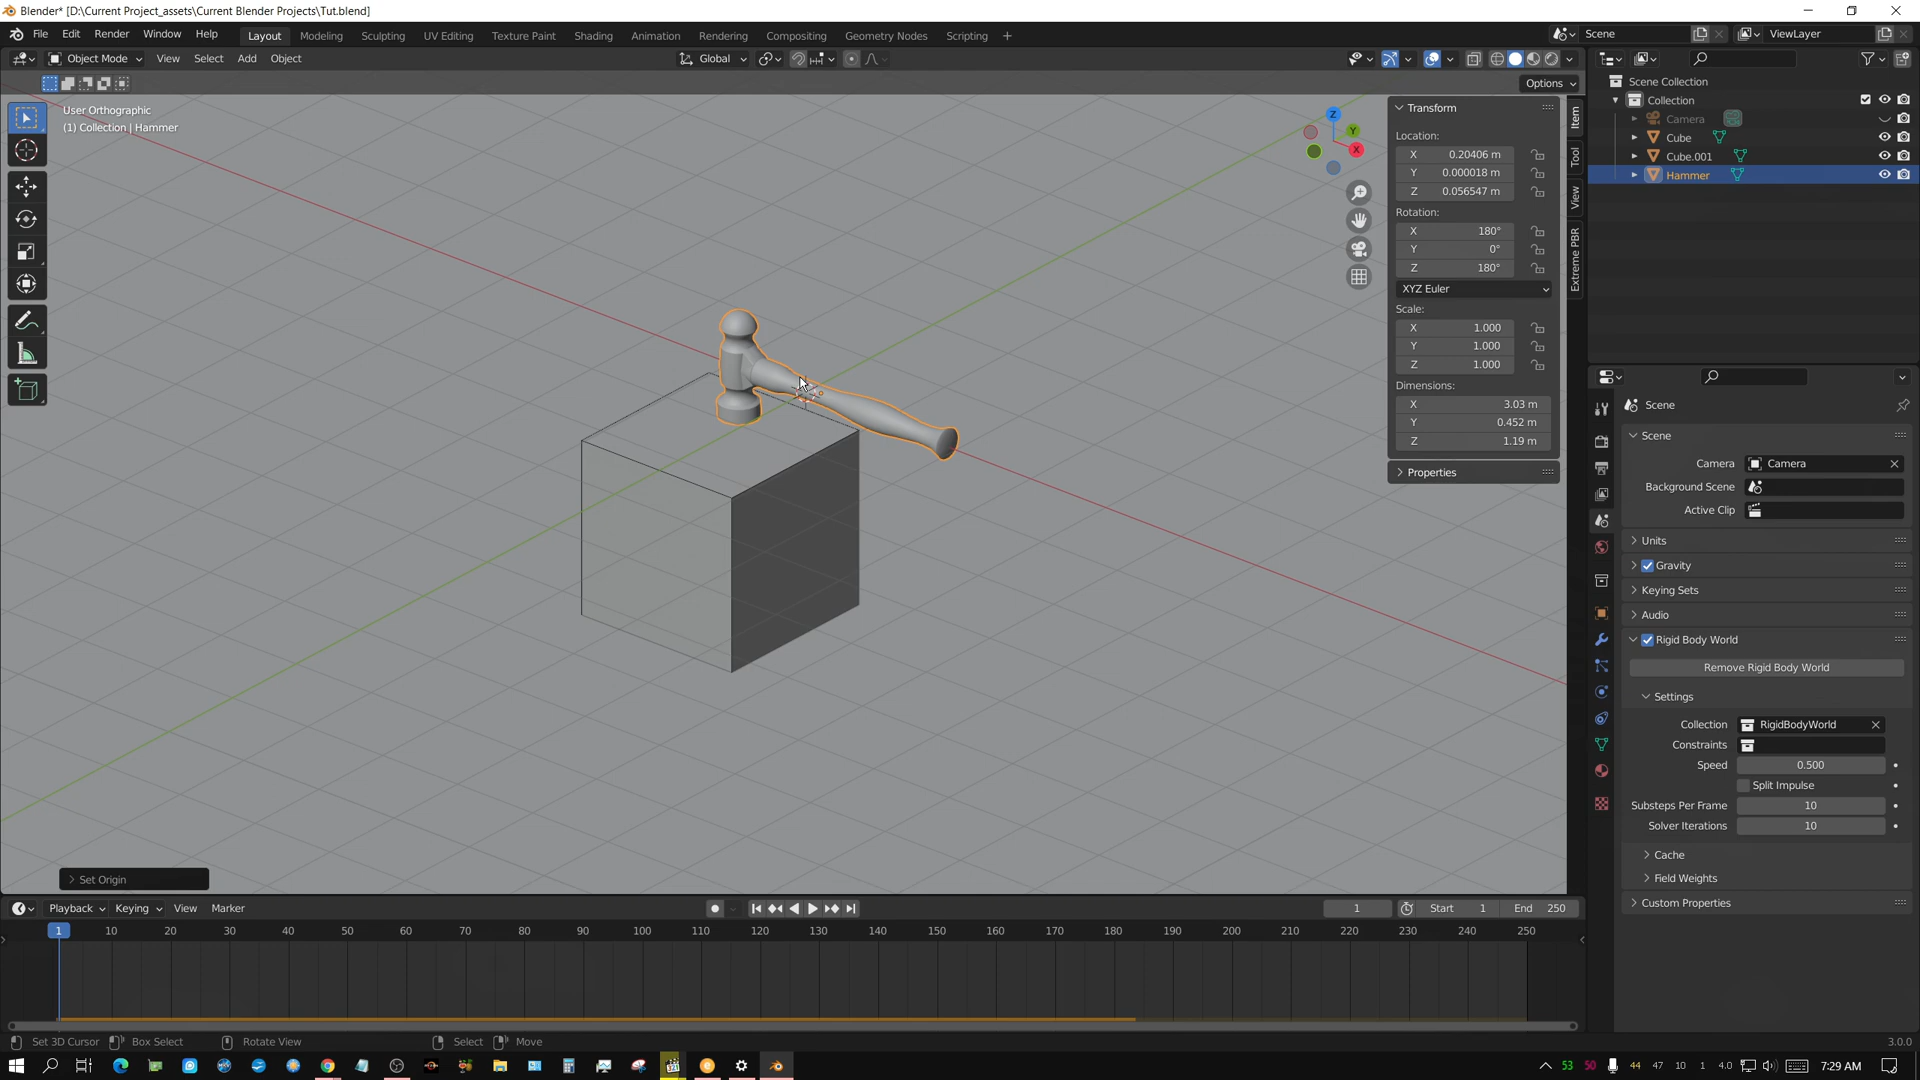 Blender* [D:\Current Project_assets\Current Blender Projects\Tut.blend]
File Edit Render Window Help Layout Modeling Sculpting UV Editing Texture Paint Shading Animation Rendering Compositing Geometry Nodes Scripting + Scene ViewLayer
Object Mode View Select Add Object Global
Options
User Orthographic
(1) Collection | Hammer
Z
Y
X
Transform
Location:
X 0.20406 m
Y 0.000018 m
Z 0.056547 m
Rotation:
X 180°
Y 0°
Z 180°
XYZ Euler
Scale:
X 1.000
Y 1.000
Z 1.000
Dimensions:
X 3.03 m
Y 0.452 m
Z 1.19 m
Properties
Item
Tool
View
Extreme PBR
Scene Collection
Collection
Camera
Cube
Cube.001
Hammer
Scene
Scene
Camera Camera
Background Scene
Active Clip
Units
Gravity
Keying Sets
Audio
Rigid Body World
Remove Rigid Body World
Settings
Collection RigidBodyWorld
Constraints
Speed 0.500
Split Impulse
Substeps Per Frame 10
Solver Iterations 10
Cache
Field Weights
Custom Properties
Set Origin
Playback Keying View Marker 1 Start 1 End 250
1 10 20 30 40 50 60 70 80 90 100 110 120 130 140 150 160 170 180 190 200 210 220 230 240 250
Set 3D Cursor Box Select Rotate View Select Move 3.0.0
53 50 44 47 10 1 4.0 7:29 AM